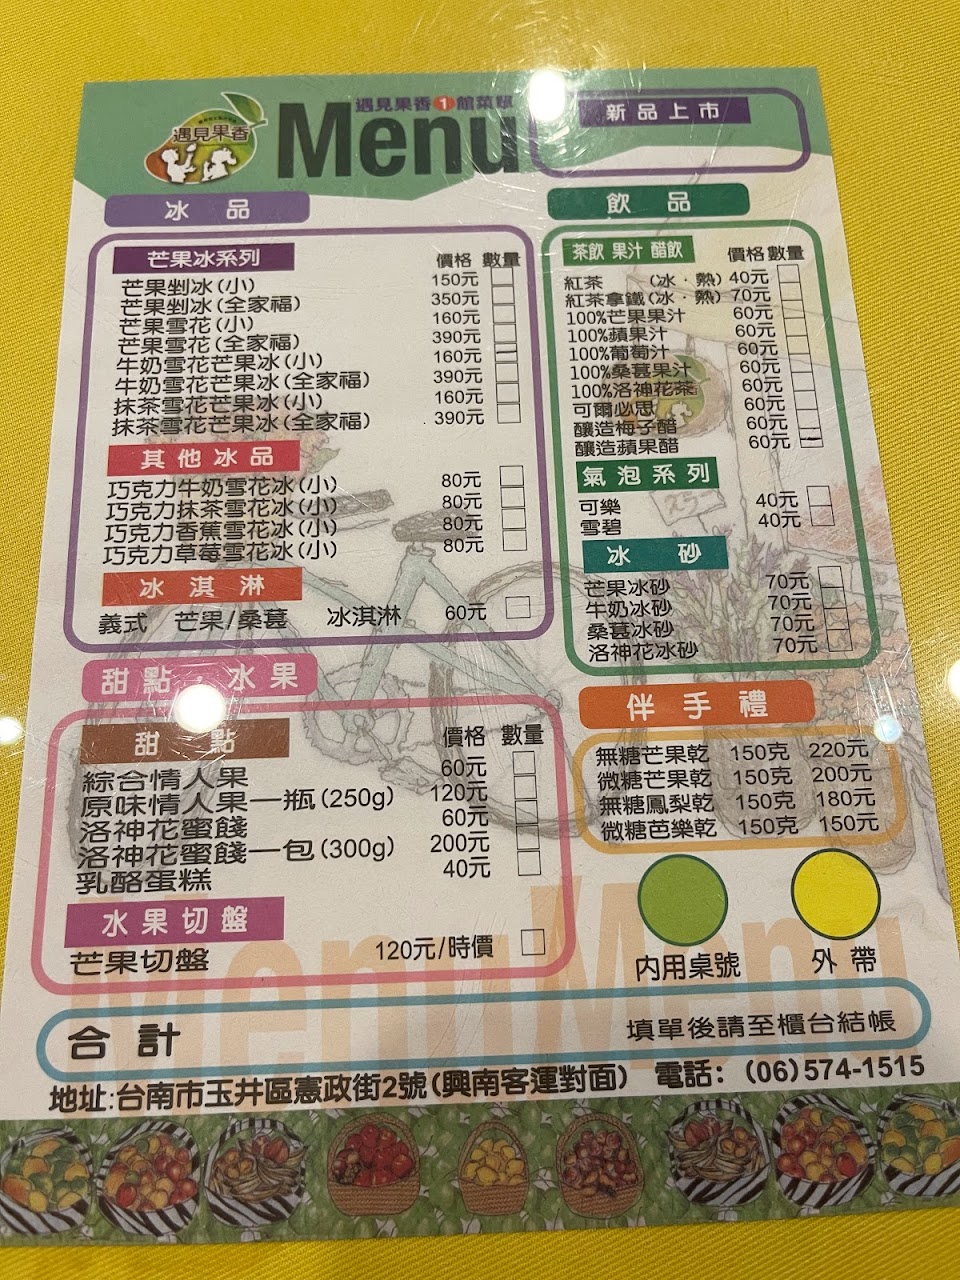 遇見果香
遇見果香1館菜單
Menu
新品上市
冰品
芒果冰系列 價格 數量
芒果剉冰(小) 150元
芒果剉冰(全家福) 350元
芒果雪花(小) 160元
芒果雪花(全家福) 390元
牛奶雪花芒果冰(小) 160元
牛奶雪花芒果冰(全家福) 390元
抹茶雪花芒果冰(小) 160元
抹茶雪花芒果冰(全家福) 390元
其他冰品
巧克力牛奶雪花冰(小) 80元
巧克力抹茶雪花冰(小) 80元
巧克力香蕉雪花冰(小) 80元
巧克力草莓雪花冰(小) 80元
冰淇淋
義式 芒果/桑葚 冰淇淋 60元
甜點、水果
甜點 價格 數量
綜合情人果 60元
原味情人果一瓶(250g) 120元
洛神花蜜餞 60元
洛神花蜜餞一包(300g) 200元
乳酪蛋糕 40元
水果切盤
芒果切盤 120元/時價
飲品
茶飲 果汁 醋飲 價格 數量
紅茶 (冰·熱) 40元
紅茶拿鐵(冰·熱) 70元
100%芒果果汁 60元
100%蘋果汁 60元
100%葡萄汁 60元
100%桑葚果汁 60元
100%洛神花茶 60元
可爾必思 60元
釀造梅子醋 60元
釀造蘋果醋 60元
氣泡系列
可樂 40元
雪碧 40元
冰砂
芒果冰砂 70元
牛奶冰砂 70元
桑葚冰砂 70元
洛神花冰砂 70元
伴手禮
無糖芒果乾 150克 220元
微糖芒果乾 150克 200元
無糖鳳梨乾 150克 180元
微糖芭樂乾 150克 150元
內用桌號 外帶
合計 填單後請至櫃台結帳
地址:台南市玉井區憲政街2號(興南客運對面) 電話: (06)574-1515
Menu Menu